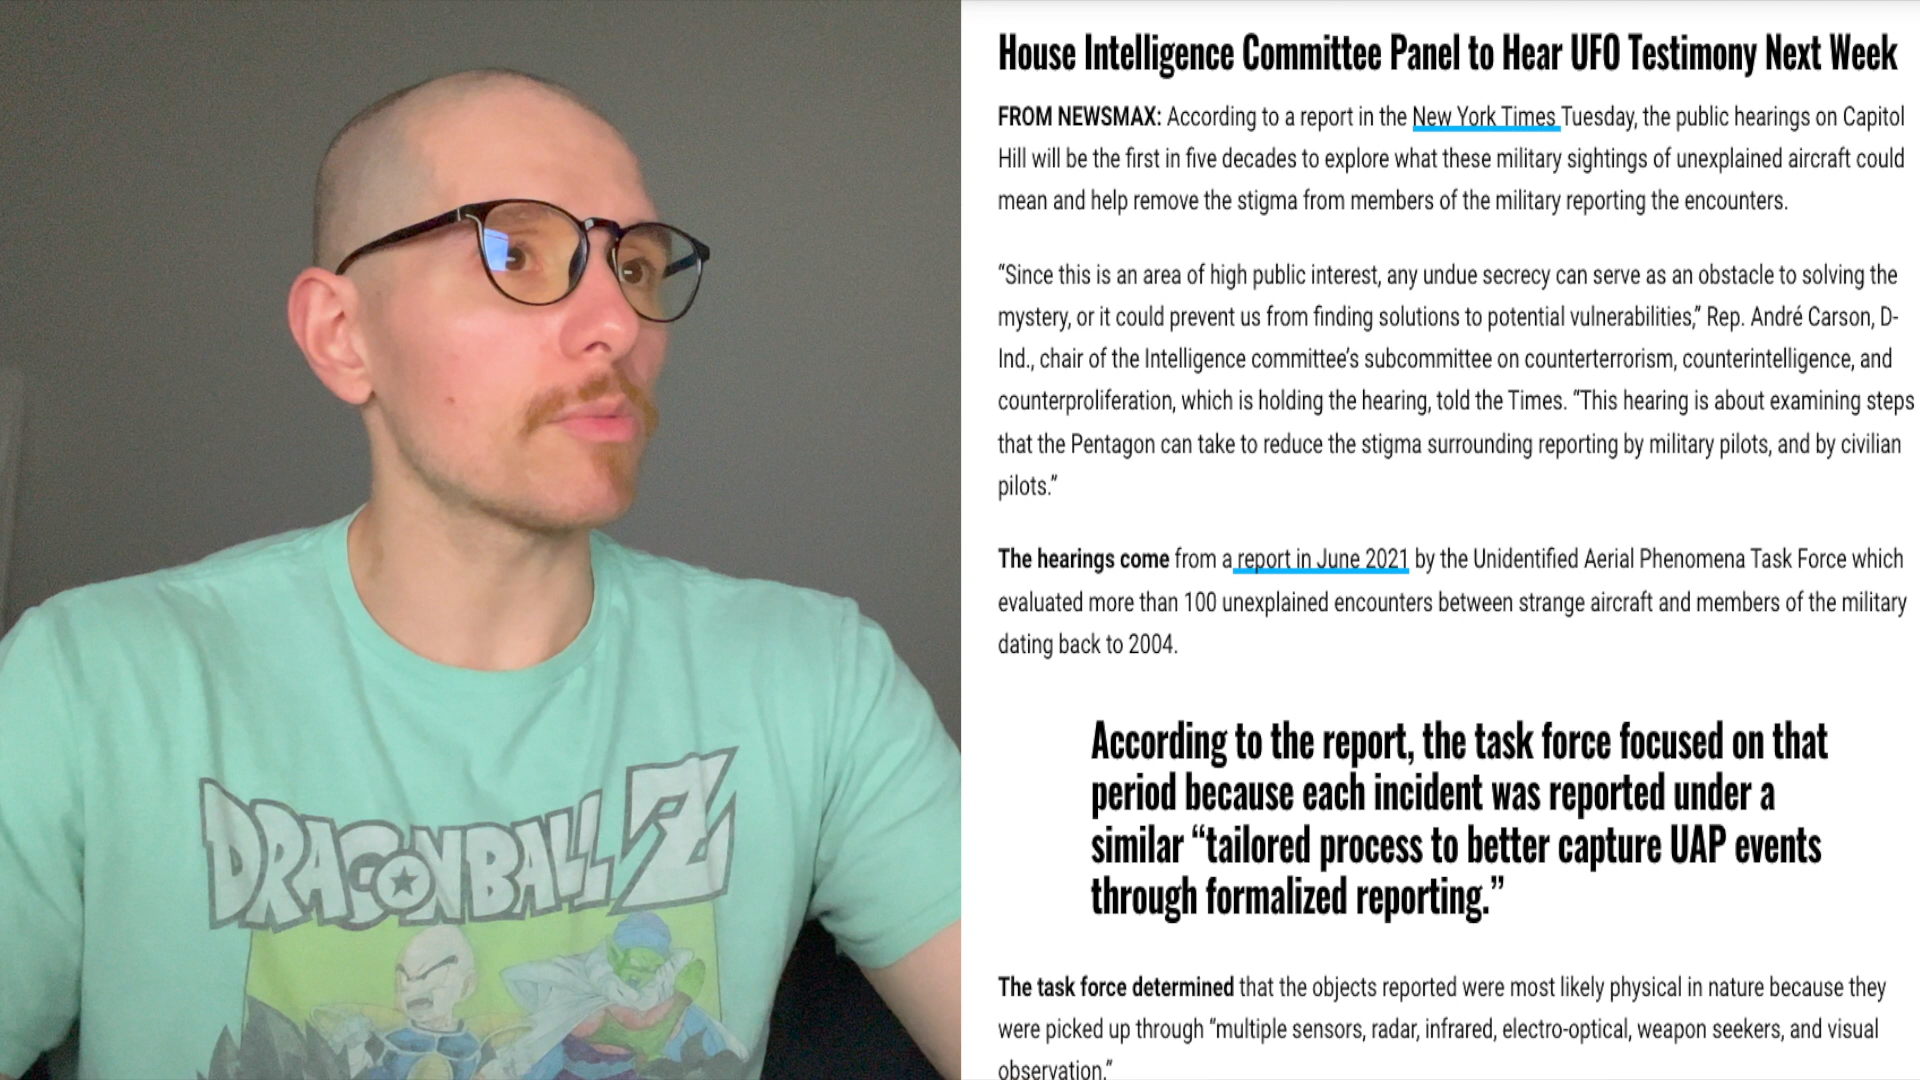 DRAGONBALL Z
House Intelligence Committee Panel to Hear UFO Testimony Next Week
FROM NEWSMAX: According to a report in the New York Times Tuesday, the public hearings on Capitol
Hill will be the first in five decades to explore what these military sightings of unexplained aircraft could
mean and help remove the stigma from members of the military reporting the encounters.
“Since this is an area of high public interest, any undue secrecy can serve as an obstacle to solving the
mystery, or it could prevent us from finding solutions to potential vulnerabilities,” Rep. André Carson, D-
Ind., chair of the Intelligence committee’s subcommittee on counterterrorism, counterintelligence, and
counterproliferation, which is holding the hearing, told the Times. “This hearing is about examining steps
that the Pentagon can take to reduce the stigma surrounding reporting by military pilots, and by civilian
pilots.”
The hearings come from a report in June 2021 by the Unidentified Aerial Phenomena Task Force which
evaluated more than 100 unexplained encounters between strange aircraft and members of the military
dating back to 2004.
According to the report, the task force focused on that
period because each incident was reported under a
similar “tailored process to better capture UAP events
through formalized reporting.”
The task force determined that the objects reported were most likely physical in nature because they
were picked up through “multiple sensors, radar, infrared, electro-optical, weapon seekers, and visual
observation.”